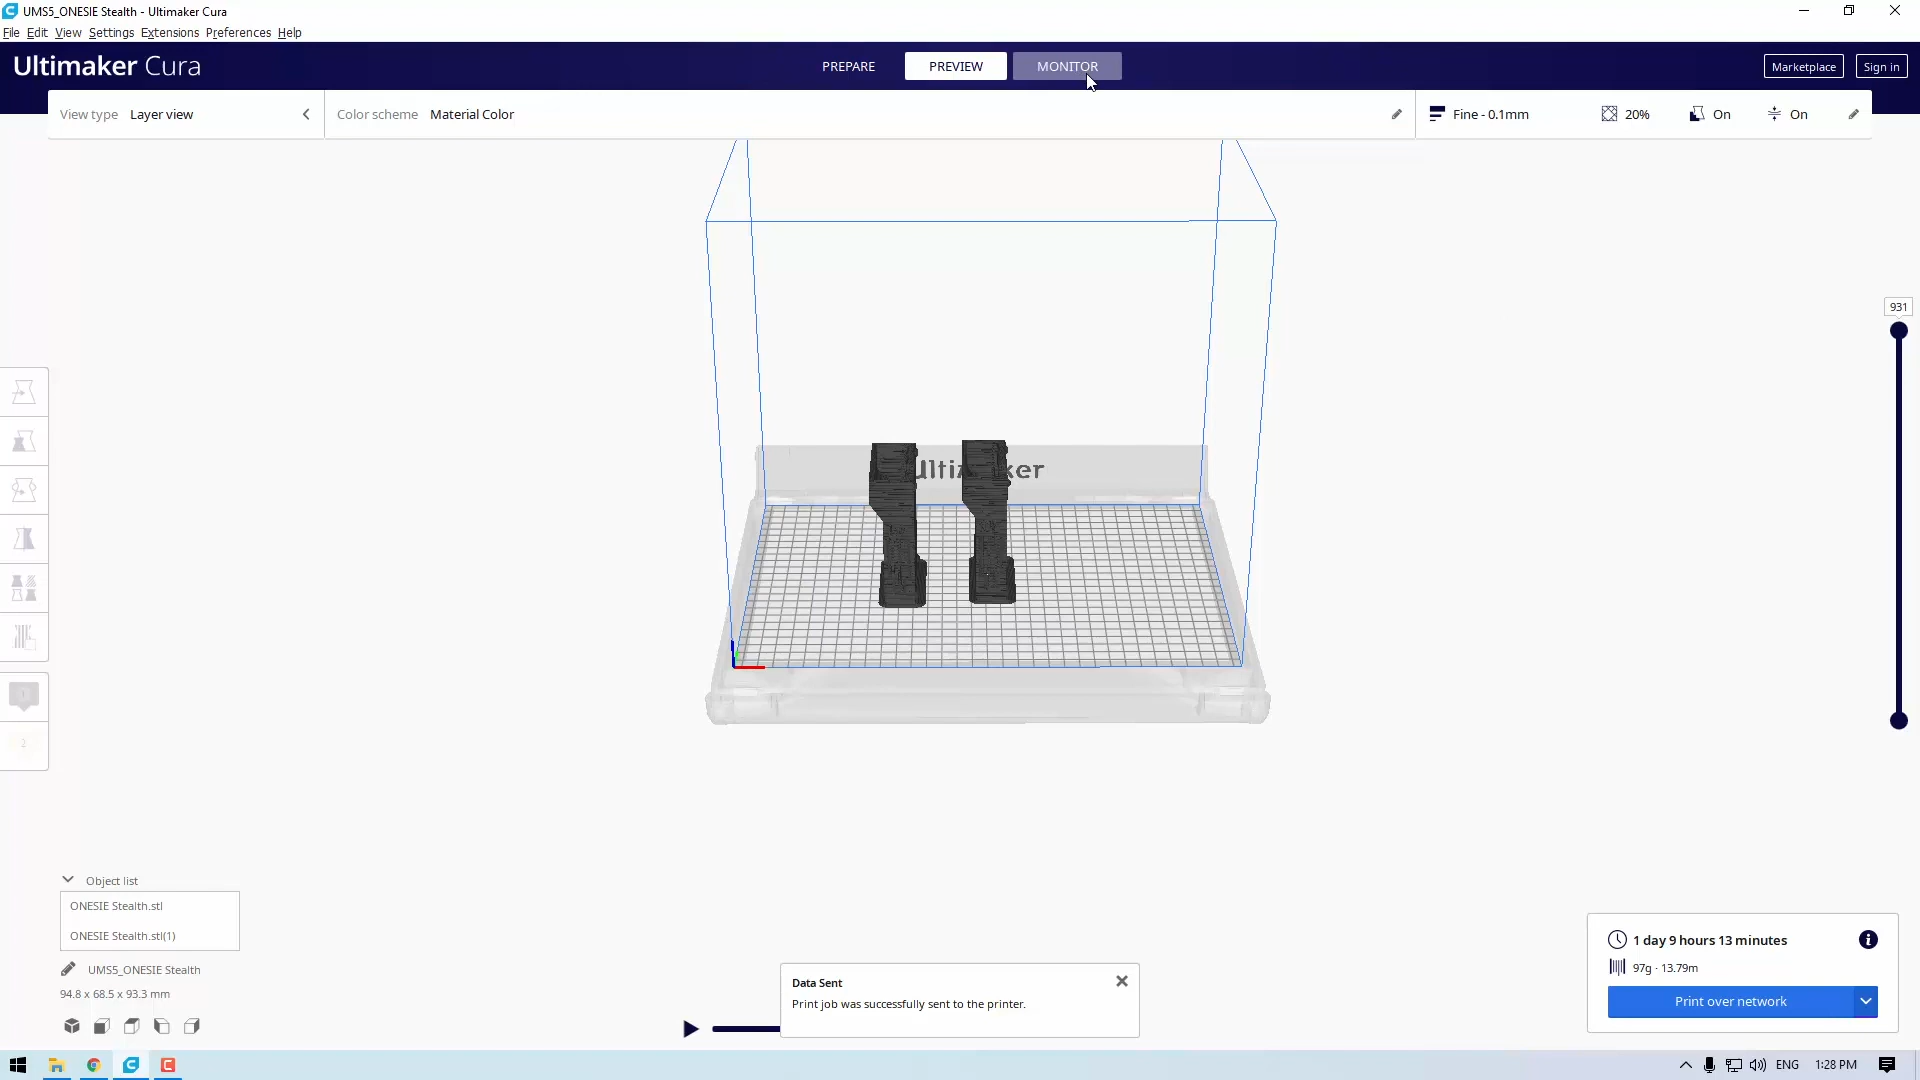 UMS5_ONESIE Stealth - Ultimaker Cura
File Edit View Settings Extensions Preferences Help
Ultimaker Cura
PREPARE PREVIEW MONITOR
Marketplace Sign in
View type Layer view
Color scheme Material Color
Fine - 0.1mm 20% On On
931
1
2
Object list
ONESIE Stealth.stl
ONESIE Stealth.stl(1)
UMS5_ONESIE Stealth
94.8 x 68.5 x 93.3 mm
Data Sent
Print job was successfully sent to the printer.
1 day 9 hours 13 minutes
97g · 13.79m
Print over network
ENG 1:28 PM